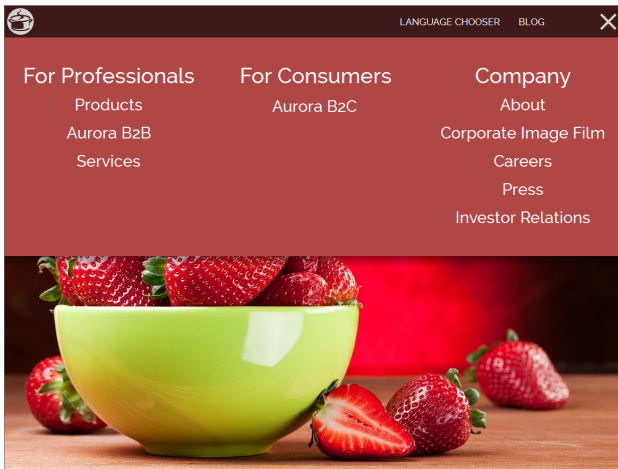 LANGUAGE CHOOSER BLOG
For Professionals
Products
Aurora B2B
Services
For Consumers
Aurora B2C
Company
About
Corporate Image Film
Careers
Press
Investor Relations